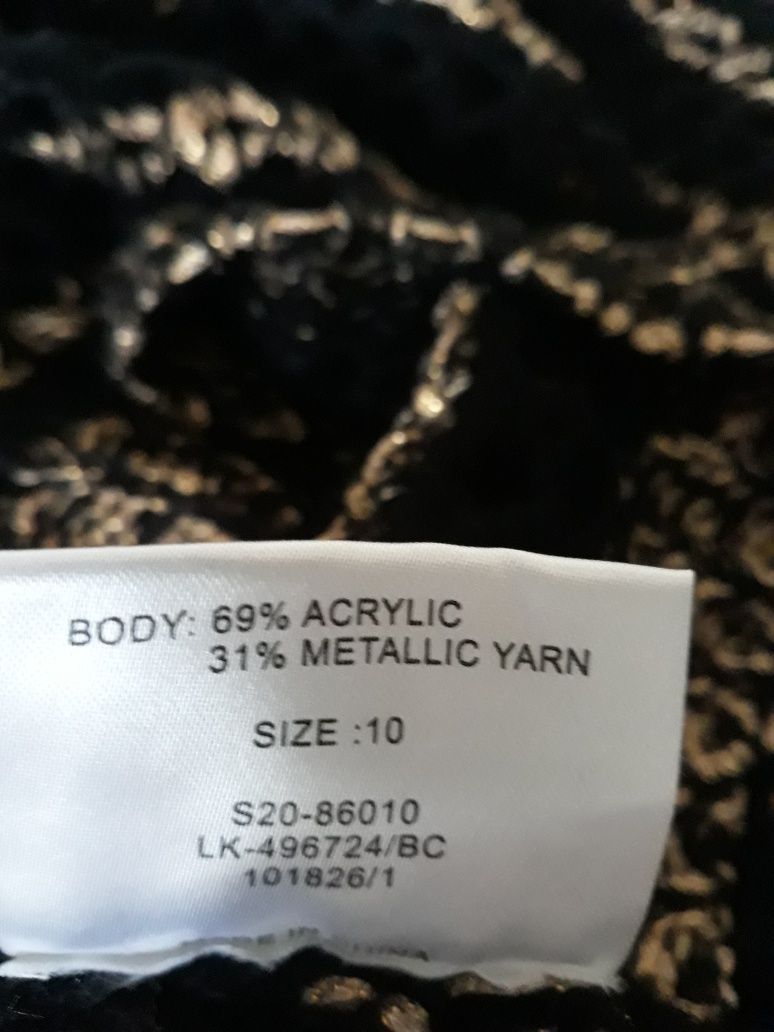 BODY: 69% ACRYLIC
31% METALLIC YARN
SIZE :10
S20-86010
LK-496724/BC
101826/1